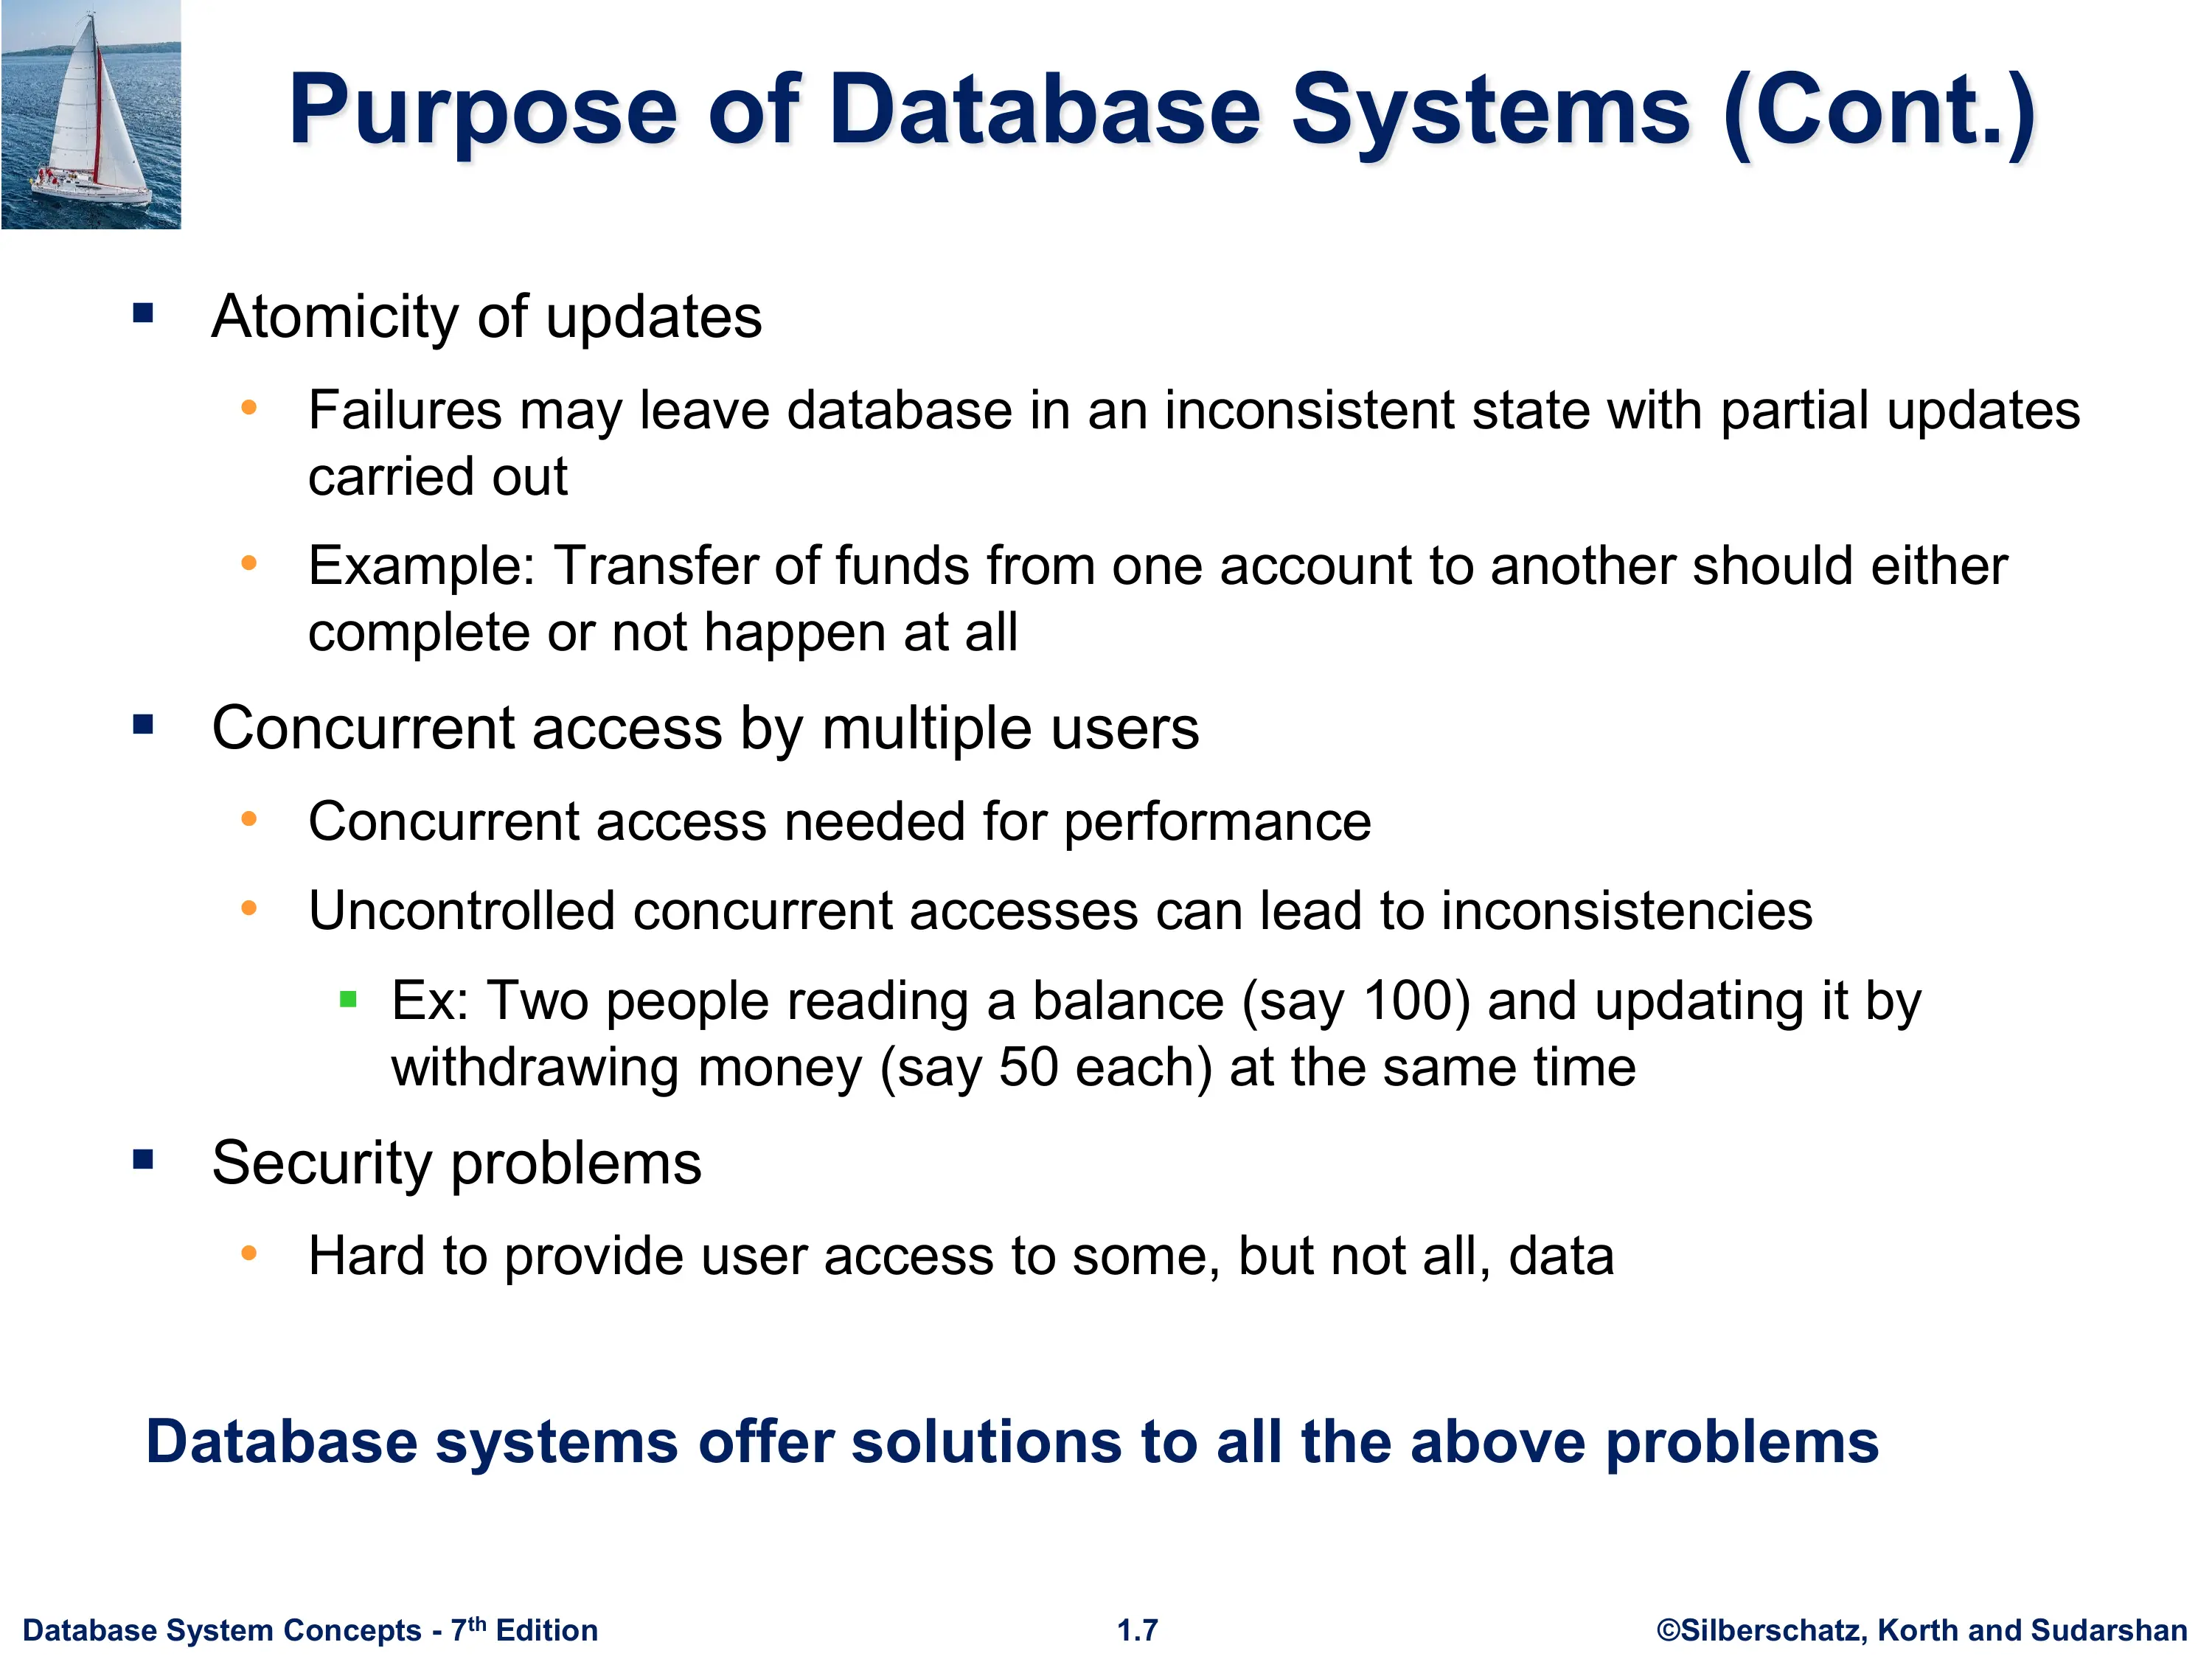 Purpose of Database Systems (Cont.)
▪ Atomicity of updates
• Failures may leave database in an inconsistent state with partial updates
carried out
• Example: Transfer of funds from one account to another should either
complete or not happen at all
▪ Concurrent access by multiple users
• Concurrent access needed for performance
• Uncontrolled concurrent accesses can lead to inconsistencies
▪ Ex: Two people reading a balance (say 100) and updating it by
withdrawing money (say 50 each) at the same time
▪ Security problems
• Hard to provide user access to some, but not all, data
Database systems offer solutions to all the above problems
Database System Concepts - 7th Edition
1.7
©Silberschatz, Korth and Sudarshan